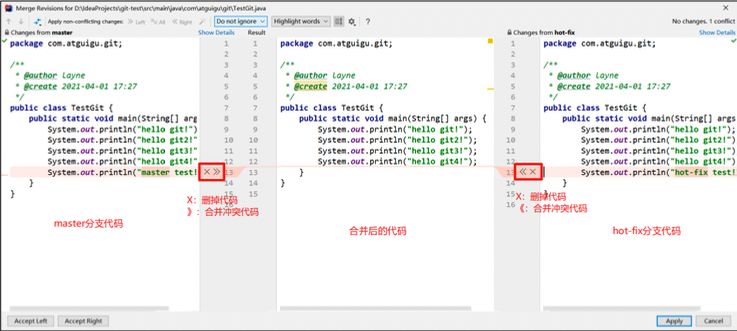 Merge Revisions for D:\IdeaProjects\git-test\src\main\java\com\atguigu\git\TestGit.java
Apply non-conflicting changes: Left All Right Do not ignore Highlight words ? No changes. 1 conflict
Changes from master Show Details Result Changes from hot-fix Show Details
package com.atguigu.git; 1 1 package com.atguigu.git; 1 package com.atguigu.git;
2 2 2
/** 3 3 /** 3 /**
* @author Layne 4 4 * @author Layne 4 * @author Layne
* @create 2021-04-01 17:27 5 5 * @create 2021-04-01 17:27 5 * @create 2021-04-01 17:27
*/ 6 6 */ 6 */
public class TestGit { 7 7 public class TestGit { 7 public class TestGit {
public static void main(String[] args 8 8 public static void main(String[] args) { 8 public static void main(String[]
System.out.println("hello git!") 9 9 System.out.println("hello git!"); 9 System.out.println("hello git!
System.out.println("hello git2!" 10 10 System.out.println("hello git2!"); 10 System.out.println("hello git2!
System.out.println("hello git3!" 11 11 System.out.println("hello git3!"); 11 System.out.println("hello git3!
System.out.println("hello git4!" 12 12 System.out.println("hello git4!"); 12 System.out.println("hello git4!
System.out.println("master test! × >> 13 13 } << × System.out.println("hot-fix test!
} 14 14 } 14 }
} 15 15 15 }
X：删掉代码
》：合并冲突代码
X：删掉代码
《：合并冲突代码
16
master分支代码
合并后的代码
hot-fix分支代码
Accept Left Accept Right Apply Cancel